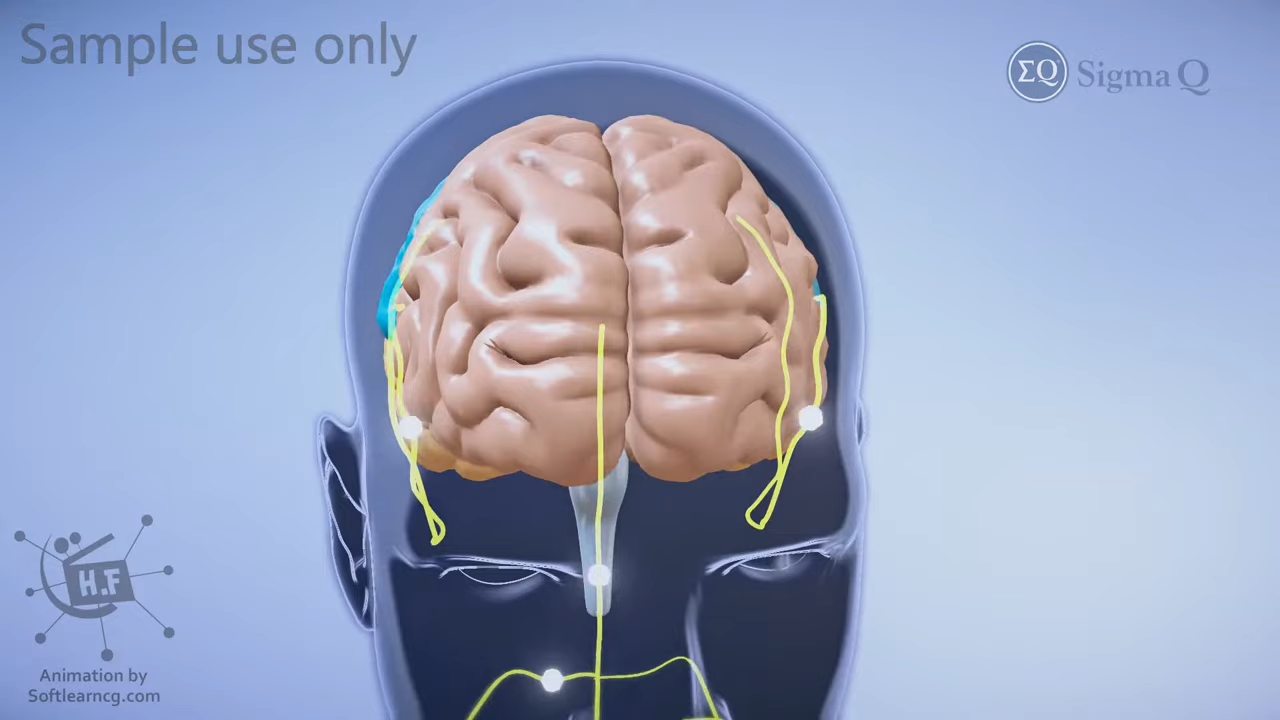 Sample use only
ΣQ Sigma Q
H.F
Animation by
Softlearncg.com